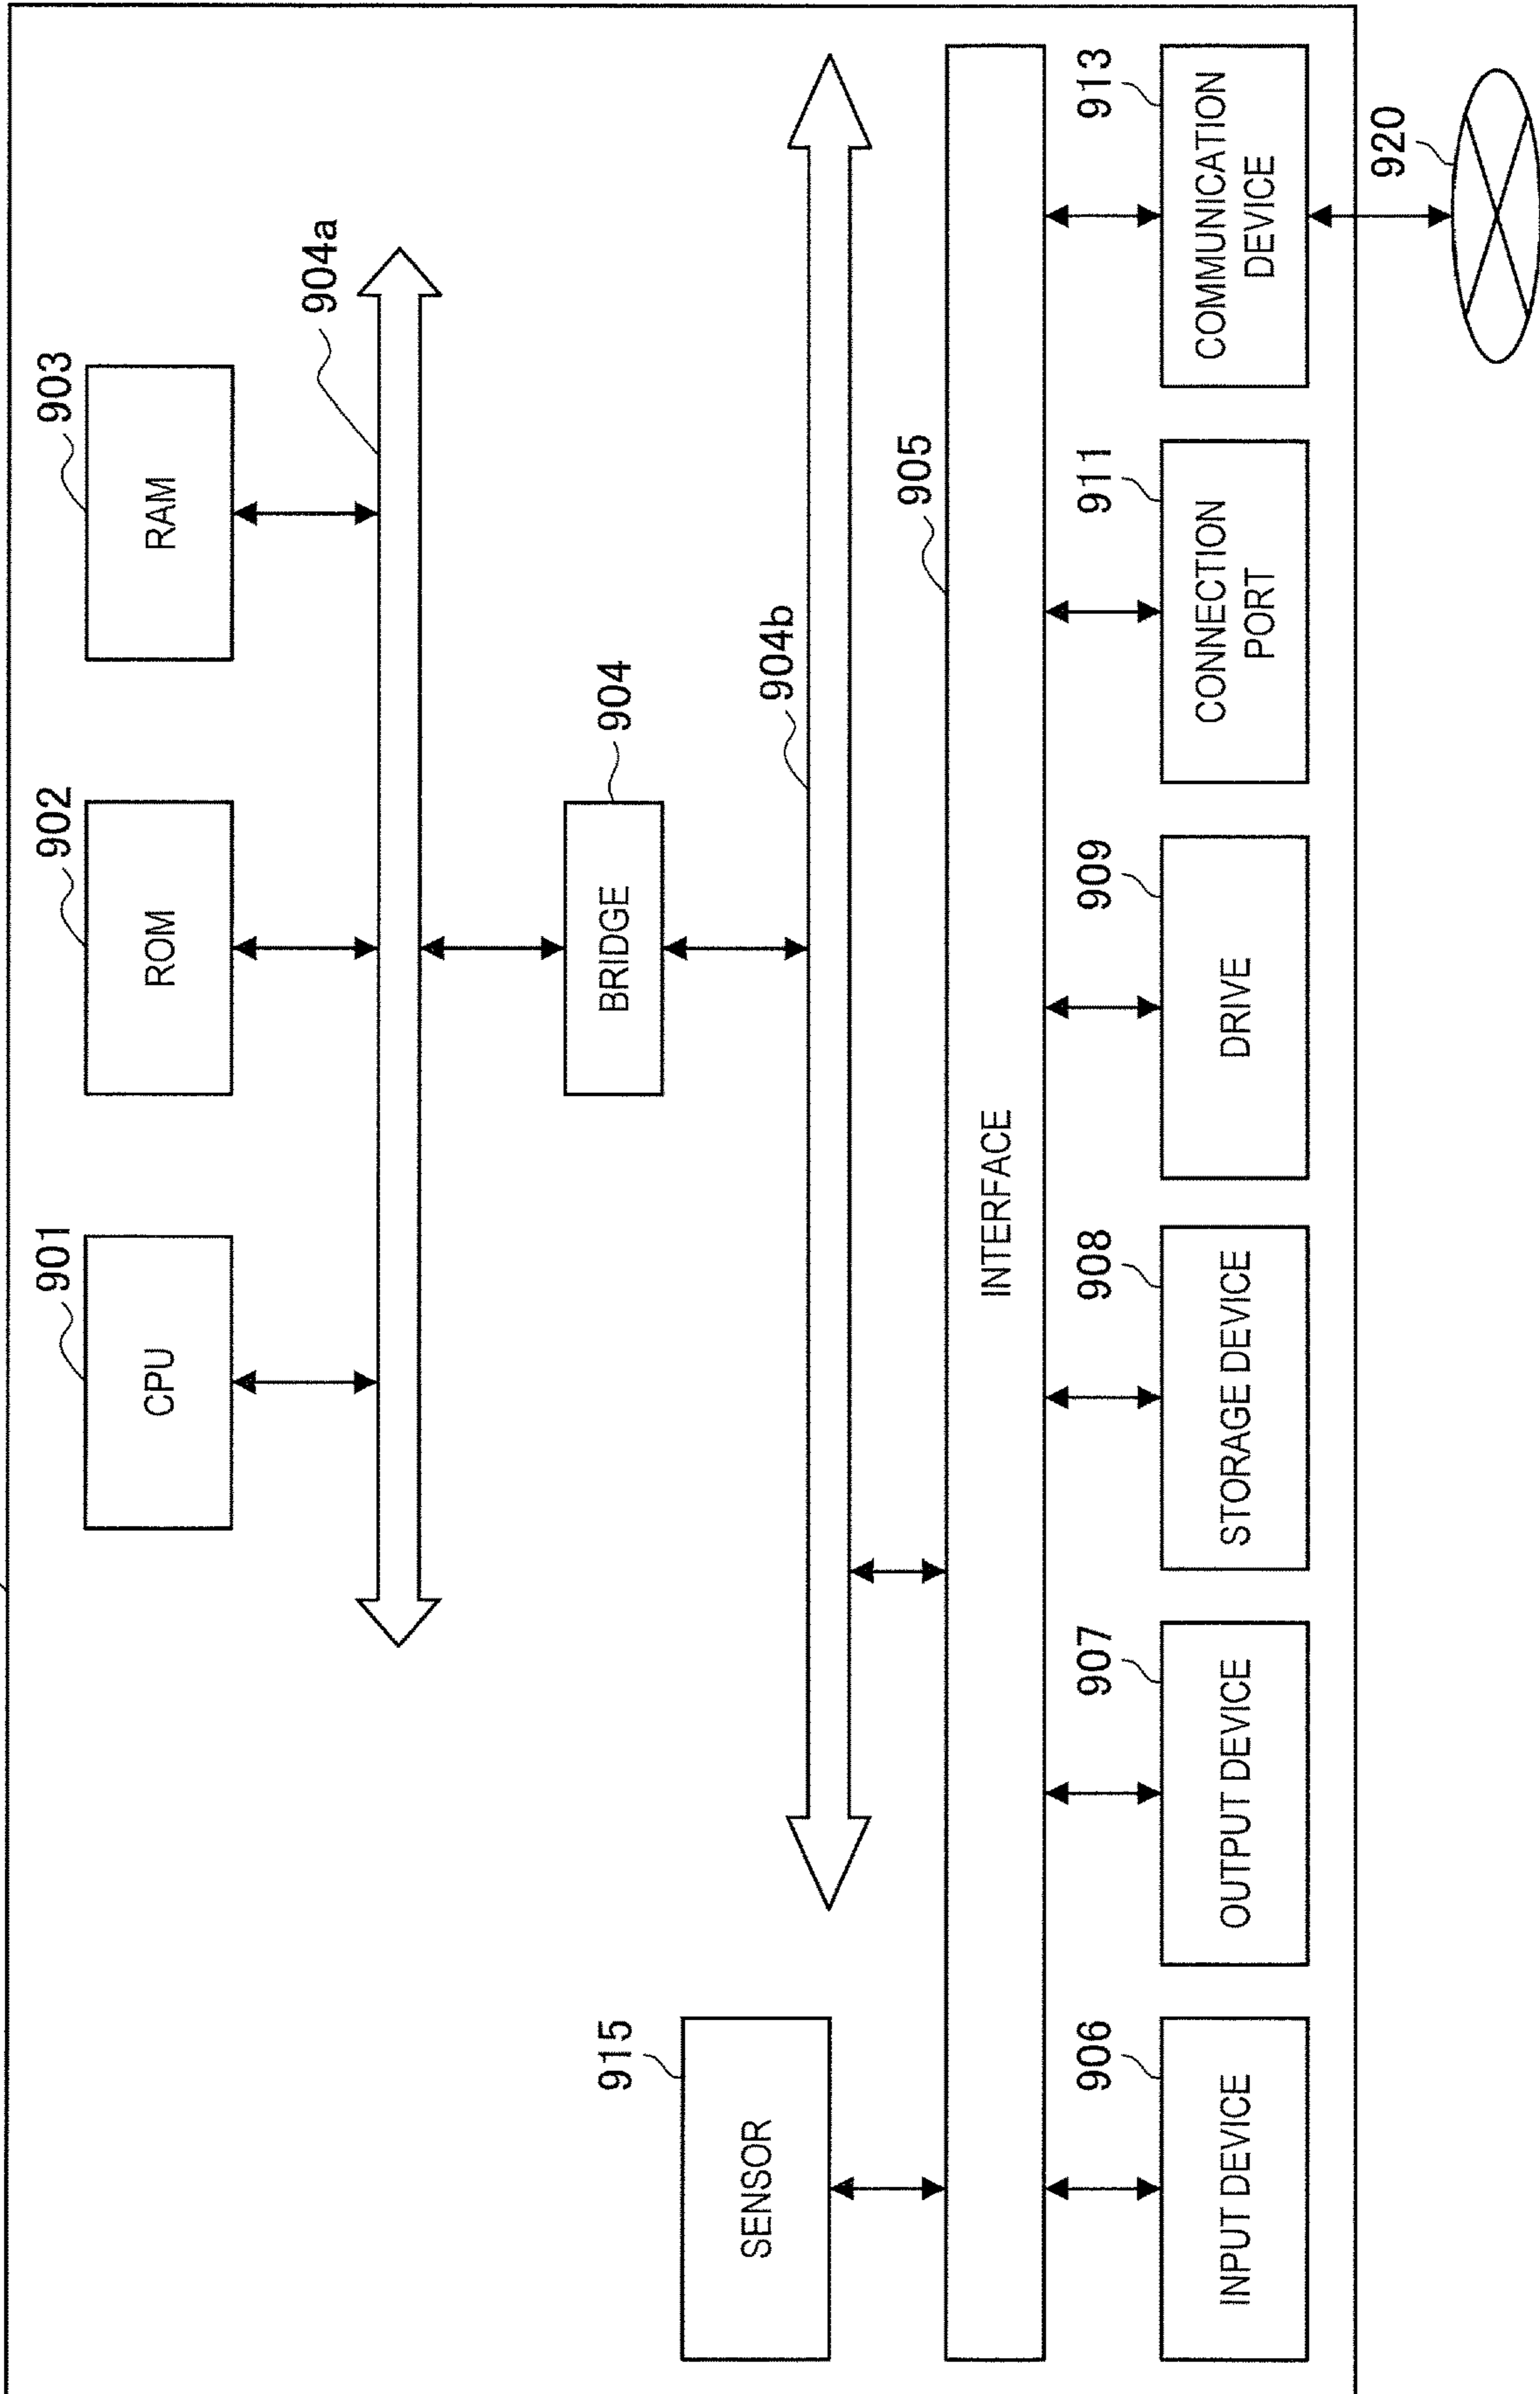 901
CPU
902
ROM
903
RAM
904a
904
BRIDGE
904b
915
SENSOR
905
INTERFACE
906
INPUT DEVICE
907
OUTPUT DEVICE
908
STORAGE DEVICE
909
DRIVE
911
CONNECTION
PORT
913
COMMUNICATION
DEVICE
920